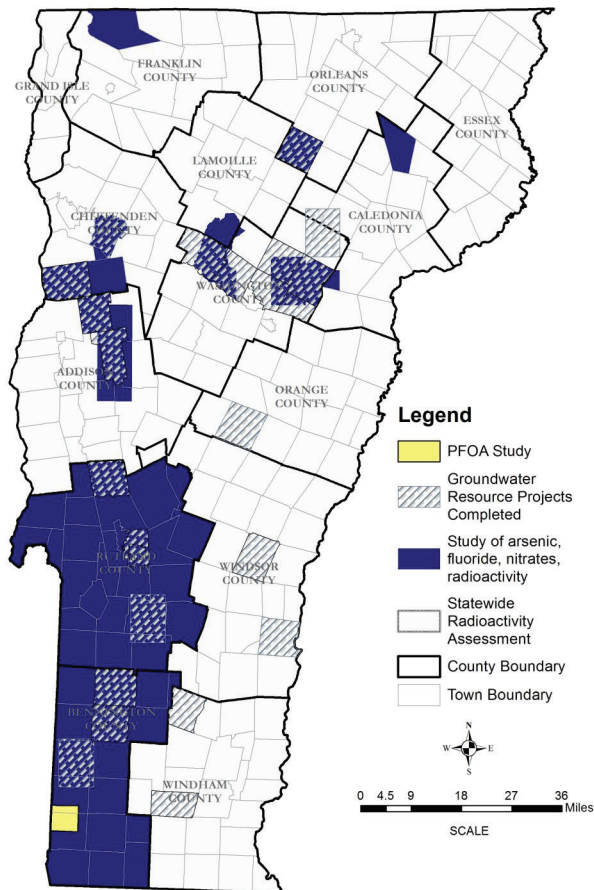 FRANKLIN
COUNTY
ORLEANS
COUNTY
GRAND ISLE
COUNTY
ESSEX
COUNTY
LAMOILLE
COUNTY
CALEDONIA
COUNTY
CHITTENDEN
COUNTY
WASHINGTON
COUNTY
ADDISON
COUNTY
ORANGE
COUNTY
RUTLAND
COUNTY
WINDSOR
COUNTY
BENNINGTON
COUNTY
WINDHAM
COUNTY
Legend
PFOA Study
Groundwater
Resource Projects
Completed
Study of arsenic,
fluoride, nitrates,
radioactivity
Statewide
Radioactivity
Assessment
County Boundary
Town Boundary
N
W E
S
0 4.5 9 18 27 36
Miles
SCALE